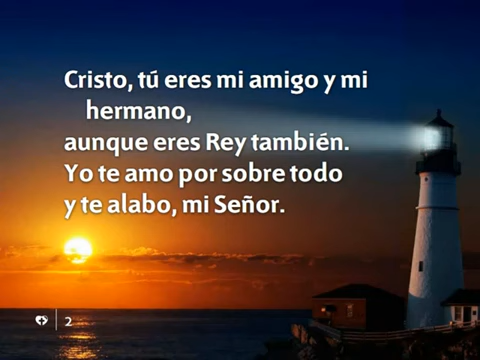 Cristo, tú eres mi amigo y mi
hermano,
aunque eres Rey también.
Yo te amo por sobre todo
y te alabo, mi Señor.
2